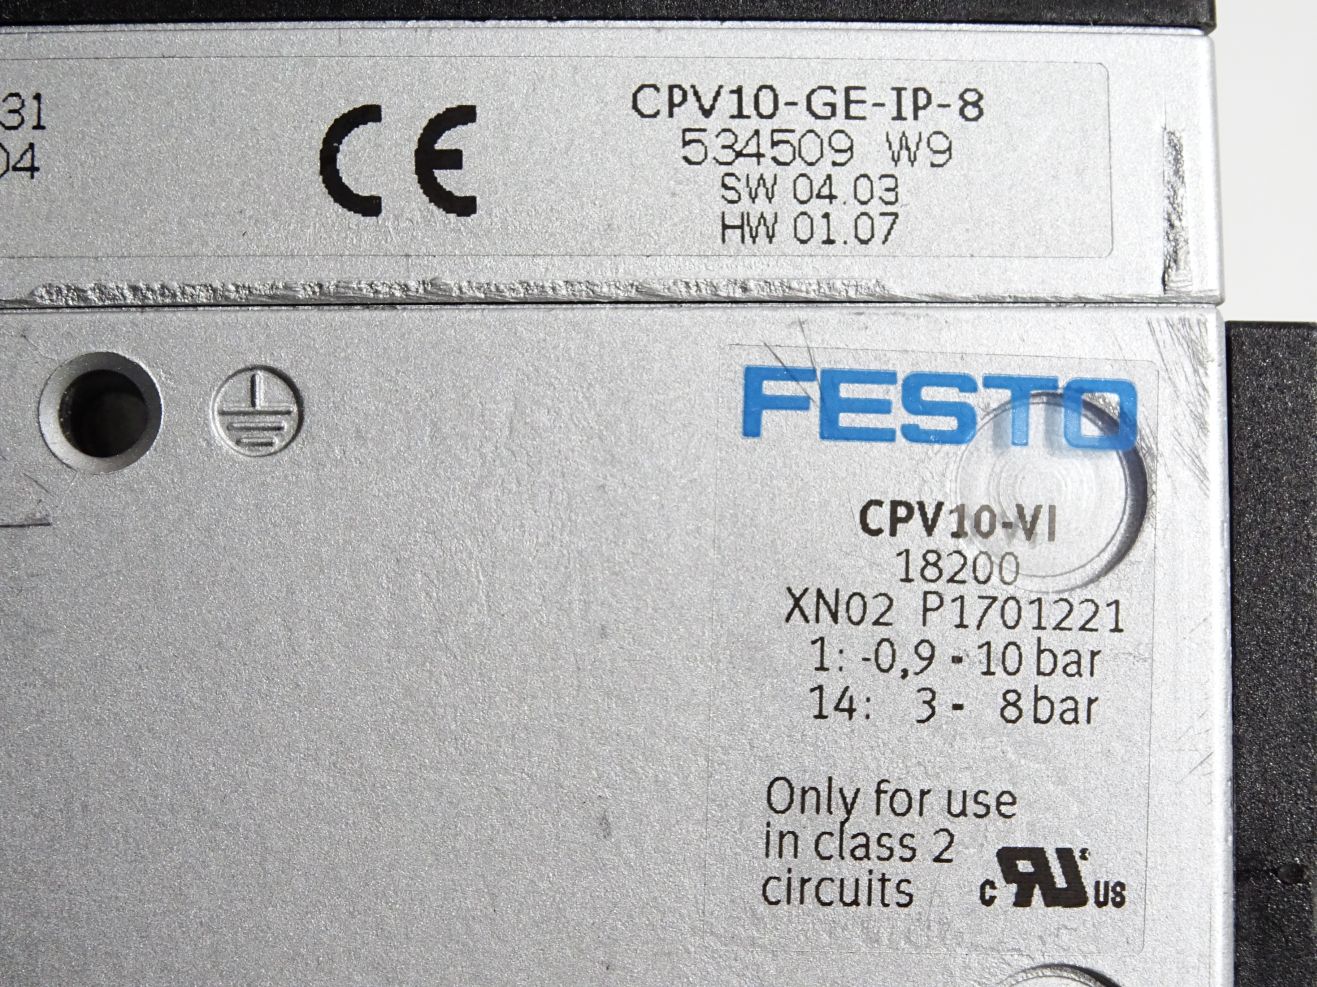 31
04
CE
CPV10-GE-IP-8
534509 W9
SW 04.03
HW 01.07
FESTO
CPV10-VI
18200
XN02 P1701221
1: -0,9 - 10 bar
14: 3 - 8 bar
Only for use
in class 2
circuits
c RU US